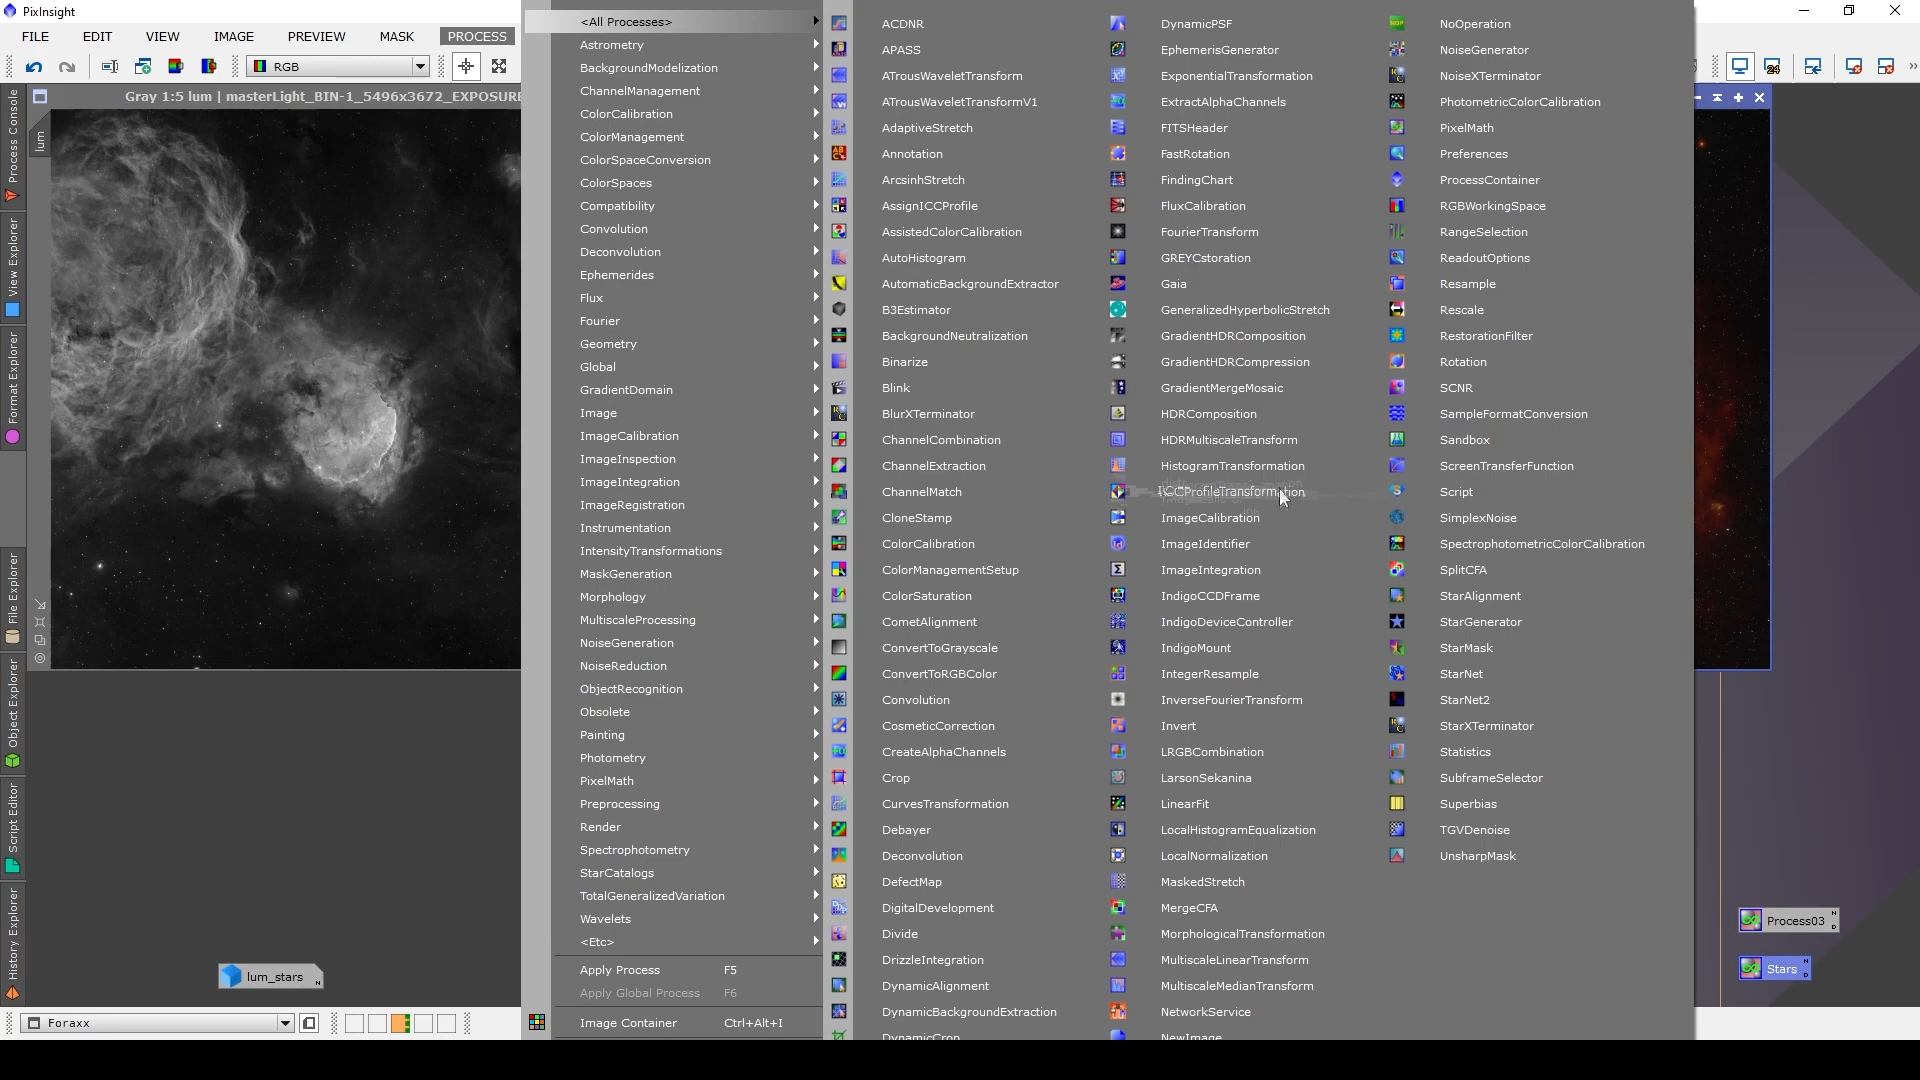 PixInsight
FILE EDIT VIEW IMAGE PREVIEW MASK PROCESS
RGB
Gray 1:5 lum | masterLight_BIN-1_5496x3672_EXPOSURE
lum
Process Console
View Explorer
Format Explorer
File Explorer
Object Explorer
Script Editor
History Explorer
<All Processes>
Astrometry
BackgroundModelization
ChannelManagement
ColorCalibration
ColorManagement
ColorSpaceConversion
ColorSpaces
Compatibility
Convolution
Deconvolution
Ephemerides
Flux
Fourier
Geometry
Global
GradientDomain
Image
ImageCalibration
ImageInspection
ImageIntegration
ImageRegistration
Instrumentation
IntensityTransformations
MaskGeneration
Morphology
MultiscaleProcessing
NoiseGeneration
NoiseReduction
ObjectRecognition
Obsolete
Painting
Photometry
PixelMath
Preprocessing
Render
Spectrophotometry
StarCatalogs
TotalGeneralizedVariation
Wavelets
<Etc>
Apply Process F5
Apply Global Process F6
Image Container Ctrl+Alt+I
ACDNR
APASS
ATrousWaveletTransform
ATrousWaveletTransformV1
AdaptiveStretch
Annotation
ArcsinhStretch
AssignICCProfile
AssistedColorCalibration
AutoHistogram
AutomaticBackgroundExtractor
B3Estimator
BackgroundNeutralization
Binarize
Blink
BlurXTerminator
ChannelCombination
ChannelExtraction
ChannelMatch
CloneStamp
ColorCalibration
ColorManagementSetup
ColorSaturation
CometAlignment
ConvertToGrayscale
ConvertToRGBColor
Convolution
CosmeticCorrection
CreateAlphaChannels
Crop
CurvesTransformation
Debayer
Deconvolution
DefectMap
DigitalDevelopment
Divide
DrizzleIntegration
DynamicAlignment
DynamicBackgroundExtraction
DynamicCrop
DynamicPSF
EphemerisGenerator
ExponentialTransformation
ExtractAlphaChannels
FITSHeader
FastRotation
FindingChart
FluxCalibration
FourierTransform
GREYCstoration
Gaia
GeneralizedHyperbolicStretch
GradientHDRComposition
GradientHDRCompression
GradientMergeMosaic
HDRComposition
HDRMultiscaleTransform
HistogramTransformation
ICCProfileTransformation
ImageCalibration
ImageIdentifier
ImageIntegration
IndigoCCDFrame
IndigoDeviceController
IndigoMount
IntegerResample
InverseFourierTransform
Invert
LRGBCombination
LarsonSekanina
LinearFit
LocalHistogramEqualization
LocalNormalization
MaskedStretch
MergeCFA
MorphologicalTransformation
MultiscaleLinearTransform
MultiscaleMedianTransform
NetworkService
NewImage
NoOperation
NoiseGenerator
NoiseXTerminator
PhotometricColorCalibration
PixelMath
Preferences
ProcessContainer
RGBWorkingSpace
RangeSelection
ReadoutOptions
Resample
Rescale
RestorationFilter
Rotation
SCNR
SampleFormatConversion
Sandbox
ScreenTransferFunction
Script
SimplexNoise
SpectrophotometricColorCalibration
SplitCFA
StarAlignment
StarGenerator
StarMask
StarNet
StarNet2
StarXTerminator
Statistics
SubframeSelector
Superbias
TGVDenoise
UnsharpMask
lum_stars
Process03
Stars
Foraxx